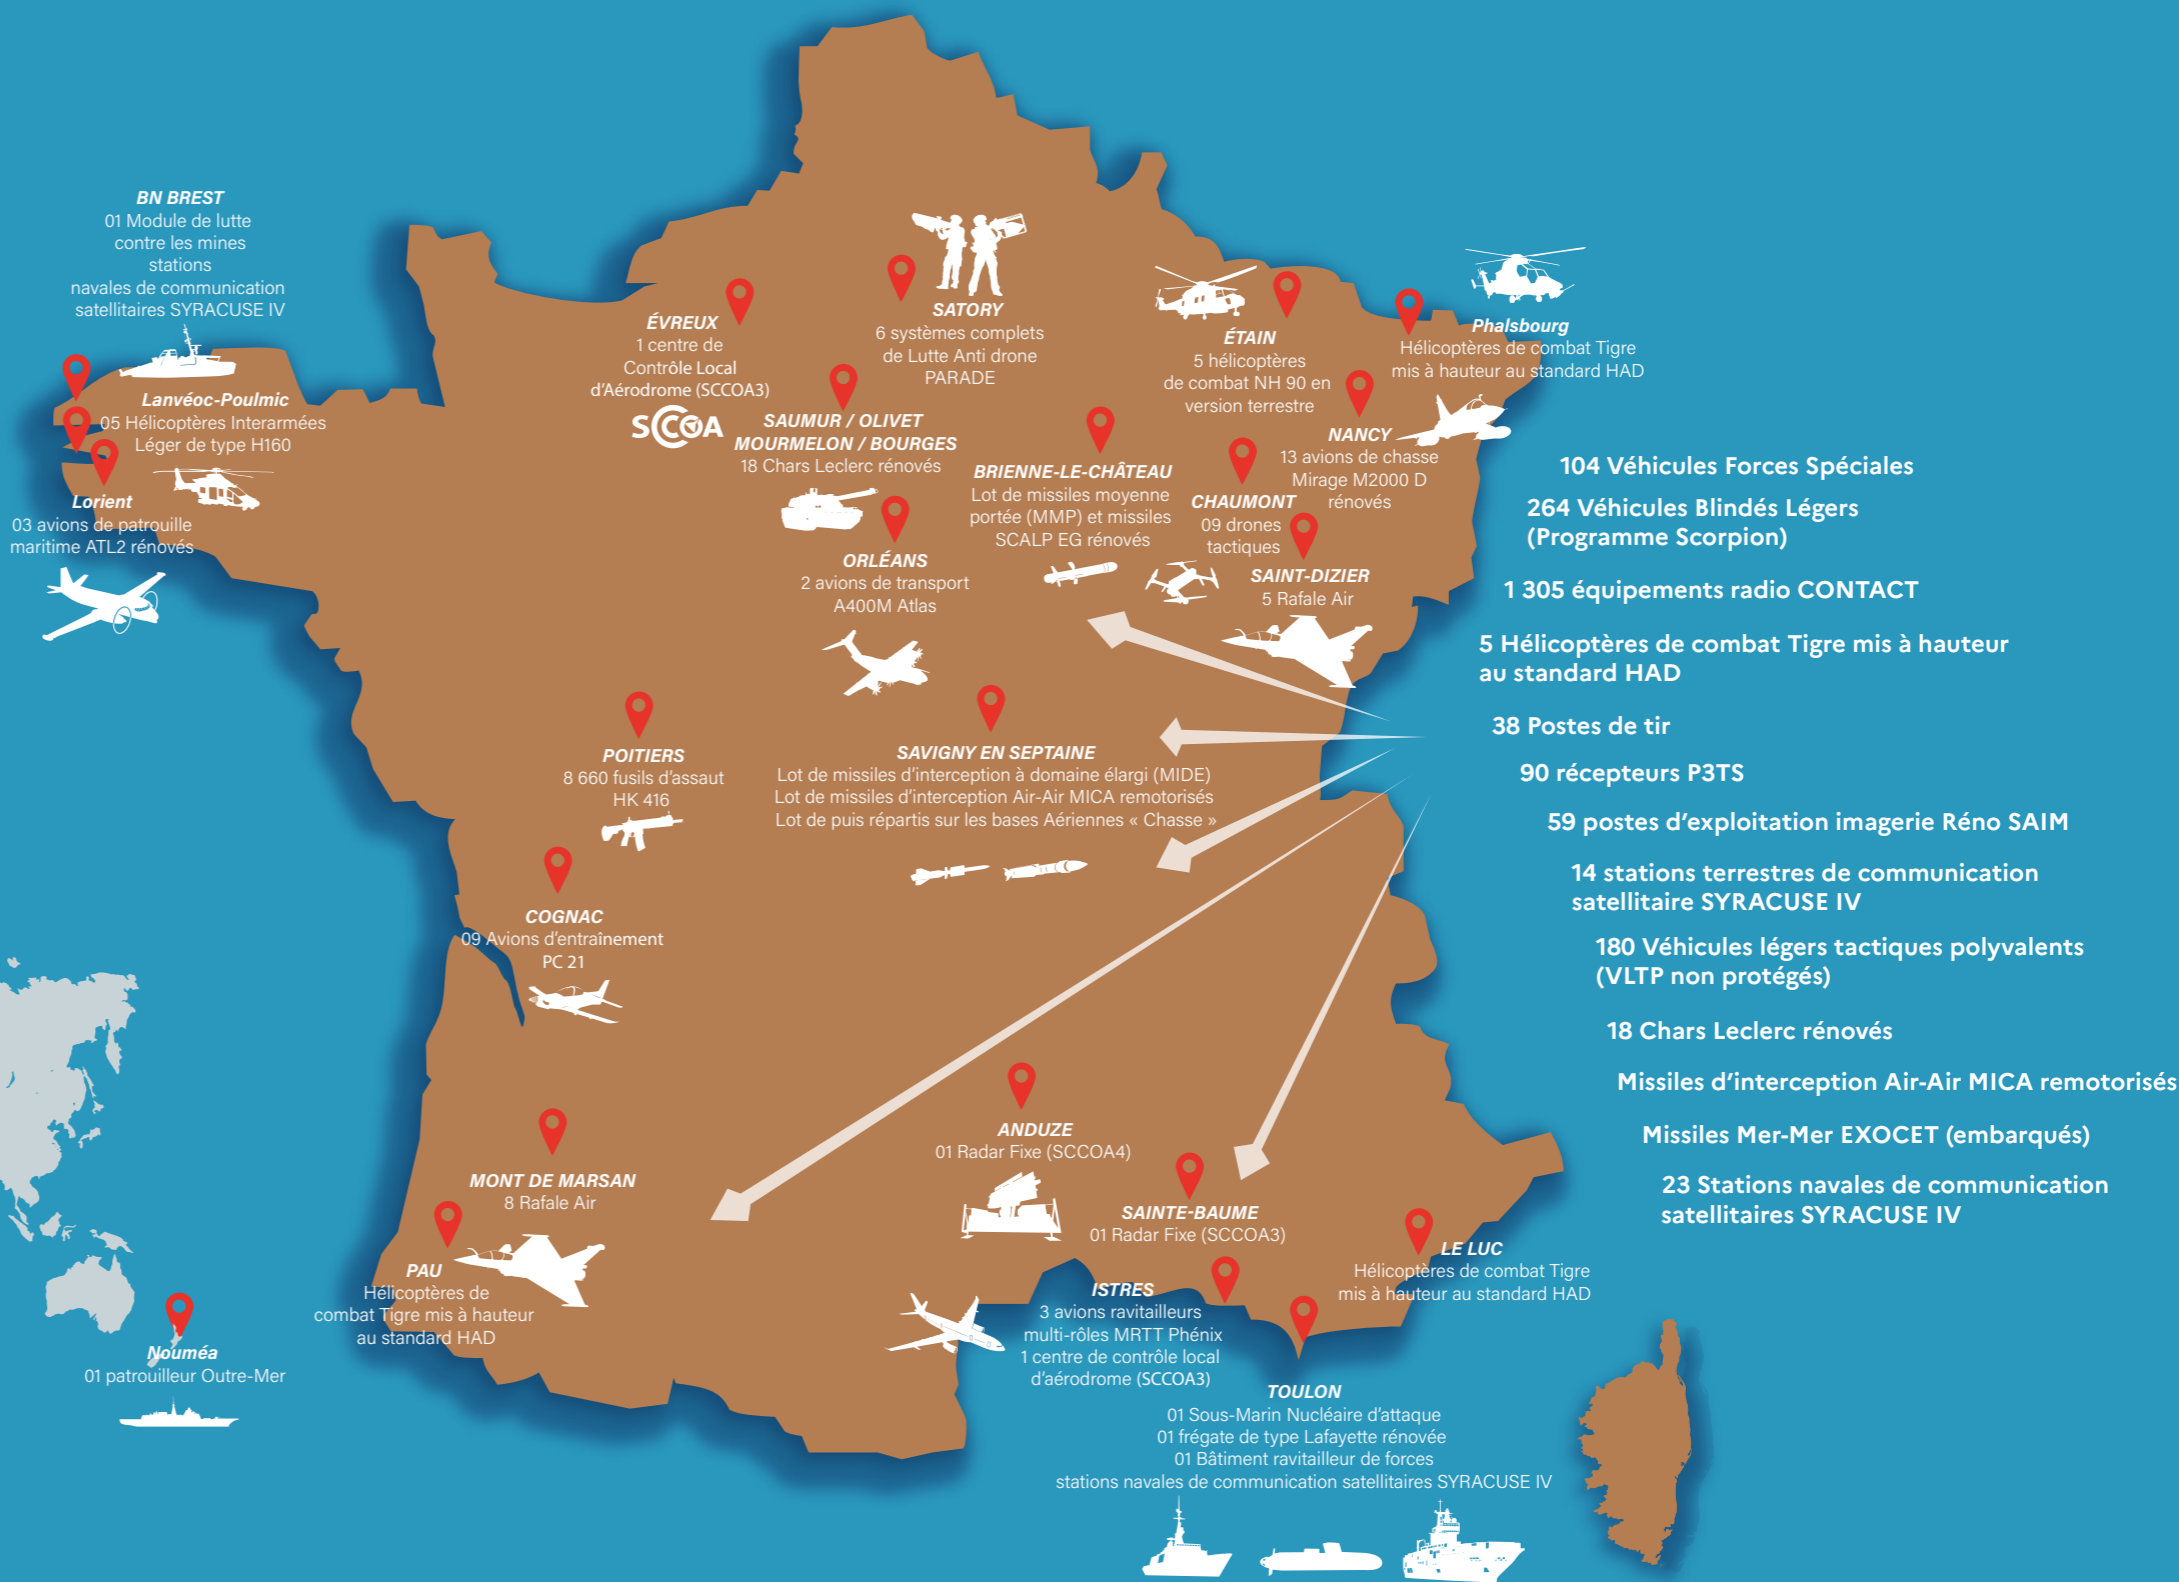 BN BREST
01 Module de lutte
contre les mines
stations
navales de communication
satellitaires SYRACUSE IV
Lanvéoc-Poulmic
05 Hélicoptères Interarmées
Léger de type H160
Lorient
03 avions de patrouille
maritime ATL2 rénovés
ÉVREUX
1 centre de
Contrôle Local
d'Aérodrome (SCCOA3)
SCCOA
SATORY
6 systèmes complets
de Lutte Anti drone
PARADE
SAUMUR / OLIVET
MOURMELON / BOURGES
18 Chars Leclerc rénovés
ORLÉANS
2 avions de transport
A400M Atlas
BRIENNE-LE-CHÂTEAU
Lot de missiles moyenne
portée (MMP) et missiles
SCALP EG rénovés
ÉTAIN
5 hélicoptères
de combat NH 90 en
version terrestre
Phalsbourg
Hélicoptères de combat Tigre
mis à hauteur au standard HAD
NANCY
13 avions de chasse
Mirage M2000 D
rénovés
CHAUMONT
09 drones
tactiques
SAINT-DIZIER
5 Rafale Air
POITIERS
8 660 fusils d'assaut
HK 416
SAVIGNY EN SEPTAINE
Lot de missiles d'interception à domaine élargi (MIDE)
Lot de missiles d'interception Air-Air MICA remotorisés
Lot de puis répartis sur les bases Aériennes « Chasse »
COGNAC
09 Avions d'entraînement
PC 21
MONT DE MARSAN
8 Rafale Air
PAU
Hélicoptères de
combat Tigre mis à hauteur
au standard HAD
ANDUZE
01 Radar Fixe (SCCOA4)
SAINTE-BAUME
01 Radar Fixe (SCCOA3)
ISTRES
3 avions ravitailleurs
multi-rôles MRTT Phénix
1 centre de contrôle local
d'aérodrome (SCCOA3)
LE LUC
Hélicoptères de combat Tigre
mis à hauteur au standard HAD
TOULON
01 Sous-Marin Nucléaire d'attaque
01 frégate de type Lafayette rénovée
01 Bâtiment ravitailleur de forces
stations navales de communication satellitaires SYRACUSE IV
Nouméa
01 patrouilleur Outre-Mer
104 Véhicules Forces Spéciales
264 Véhicules Blindés Légers
(Programme Scorpion)
1 305 équipements radio CONTACT
5 Hélicoptères de combat Tigre mis à hauteur
au standard HAD
38 Postes de tir
90 récepteurs P3TS
59 postes d'exploitation imagerie Réno SAIM
14 stations terrestres de communication
satellitaire SYRACUSE IV
180 Véhicules légers tactiques polyvalents
(VLTP non protégés)
18 Chars Leclerc rénovés
Missiles d'interception Air-Air MICA remotorisés
Missiles Mer-Mer EXOCET (embarqués)
23 Stations navales de communication
satellitaires SYRACUSE IV